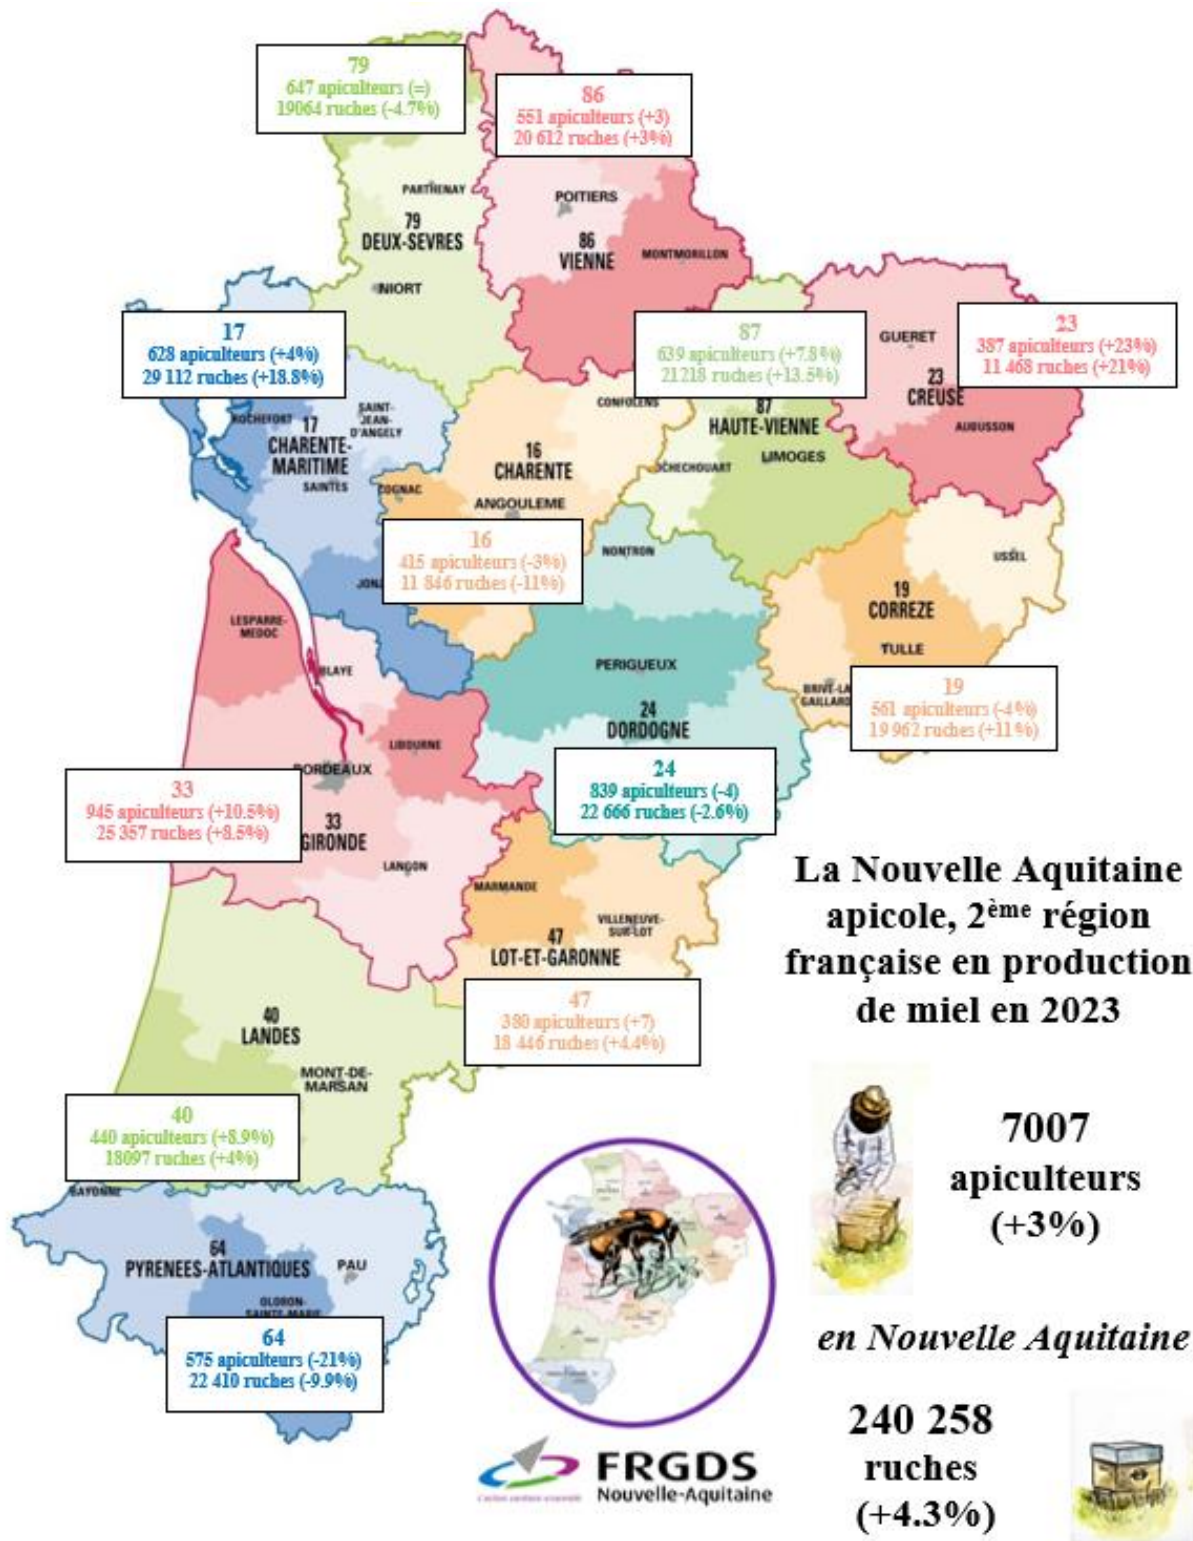 79
647 apiculteurs (=)
19064 ruches (-4.7%)
86
551 apiculteurs (+3)
20 612 ruches (+3%)
PARTHENAY
79
DEUX-SEVRES
NIORT
POITIERS
86
VIENNE
MONTMORILLON
17
628 apiculteurs (+4%)
29 112 ruches (+18.8%)
87
639 apiculteurs (+7.8%)
21218 ruches (+13.5%)
GUERET
23
387 apiculteurs (+23%)
11 468 ruches (+21%)
23
CREUSE
AUBUSSON
ROCHEFORT
SAINT-
JEAN-
D'ANGELY
17
CHARENTE-
MARITIME
SAINTES
CONFOLENS
16
CHARENTE
COGNAC
ANGOULEME
87
HAUTE-VIENNE
OCHECHOUART
LIMOGES
16
415 apiculteurs (-3%)
11 846 ruches (-11%)
JONZ
NONTRON
USSEL
19
CORREZE
TULLE
BRIVE-LA
GAILLARD
19
561 apiculteurs (-4%)
19 962 ruches (+11%)
LESPARRE-
MEDOC
BLAYE
PERIGUEUX
24
DORDOGNE
24
839 apiculteurs (-4)
22 666 ruches (-2.6%)
LIBOURNE
BORDEAUX
33
945 apiculteurs (+10.5%)
25 357 ruches (+8.5%)
33
GIRONDE
LANGON
MARMANDE
VILLENEUVE-
SUR-LOT
47
LOT-ET-GARONNE
47
380 apiculteurs (+7)
18 446 ruches (+4.4%)
La Nouvelle Aquitaine
apicole, 2ème région
française en production
de miel en 2023
40
LANDES
MONT-DE-
MARSAN
40
440 apiculteurs (+8.9%)
18097 ruches (+4%)
7007
apiculteurs
(+3%)
BAYONNE
64
PYRENEES-ATLANTIQUES
PAU
OLORON-
SAINTE-MARIE
64
575 apiculteurs (-21%)
22 410 ruches (-9.9%)
en Nouvelle Aquitaine
240 258
ruches
(+4.3%)
FRGDS
Nouvelle-Aquitaine